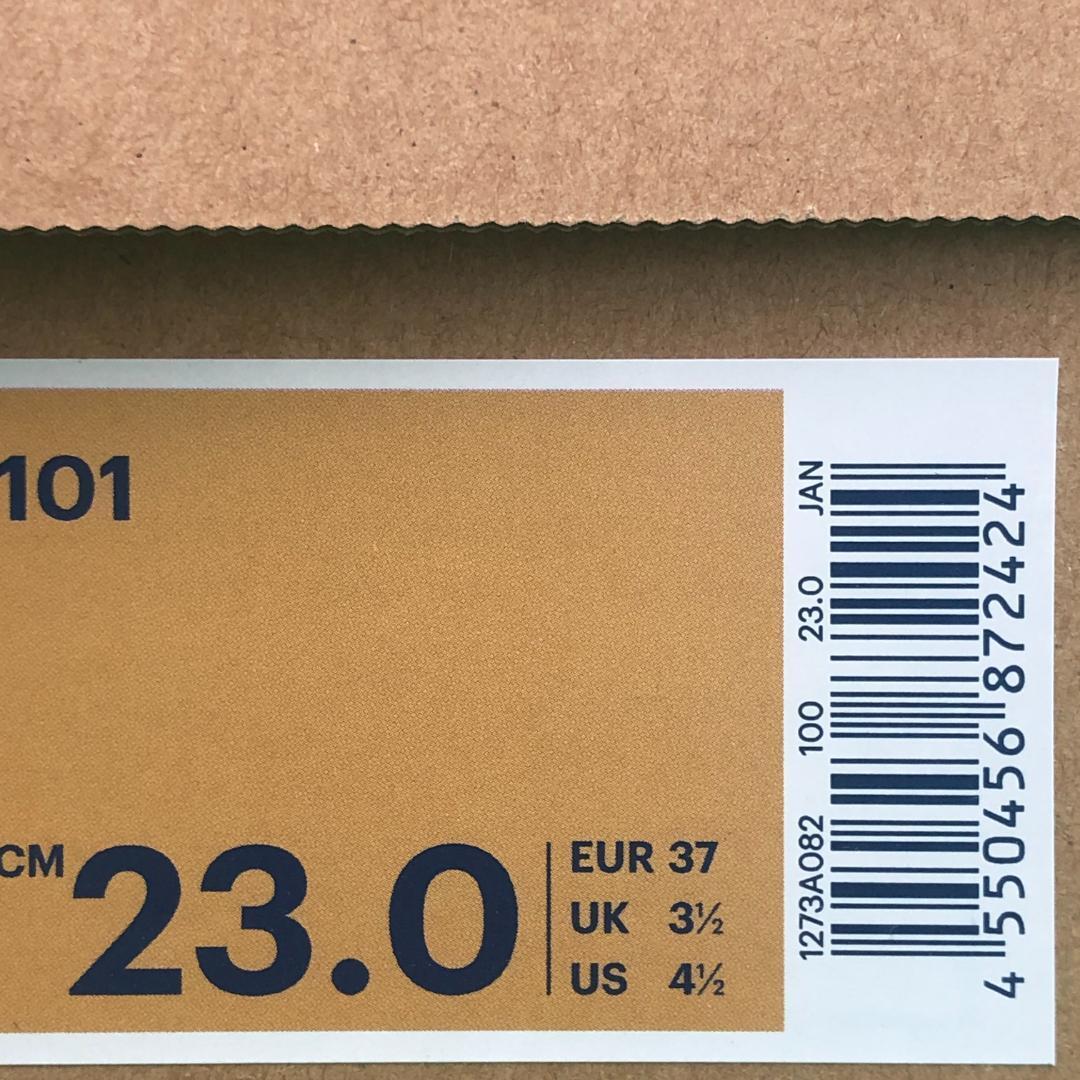 101
CM 23.0
EUR 37
UK 3½
US 4½
1273A082 100 23.0 JAN
4 550456 872424